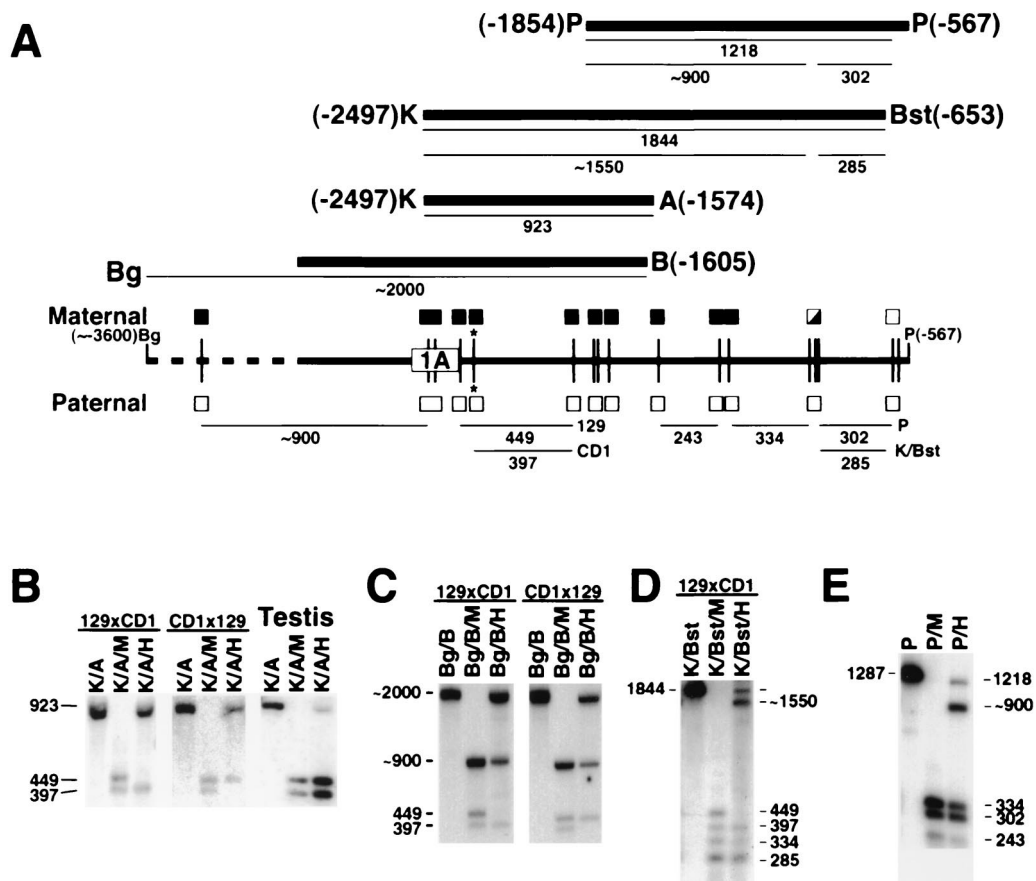 A
(-1854)P P(-567)
1218
~900 302
(-2497)K Bst(-653)
1844
~1550 285
(-2497)K A(-1574)
923
Bg B(-1605)
~2000
Maternal
(~-3600)Bg P(-567)
* 
1A
*
Paternal
~900 449 129 243 334 302 P
397 CD1 285 K/Bst
B
129xCD1 CD1x129 Testis
K/A K/A/M K/A/H K/A K/A/M K/A/H K/A K/A/M K/A/H
923
449
397
C
129xCD1 CD1x129
Bg/B Bg/B/M Bg/B/H Bg/B Bg/B/M Bg/B/H
~2000
~900
449
397
D
129xCD1
K/Bst K/Bst/M K/Bst/H
1844
~1550
449
397
334
285
E
P P/M P/H
1287 1218
~900
334
302
243